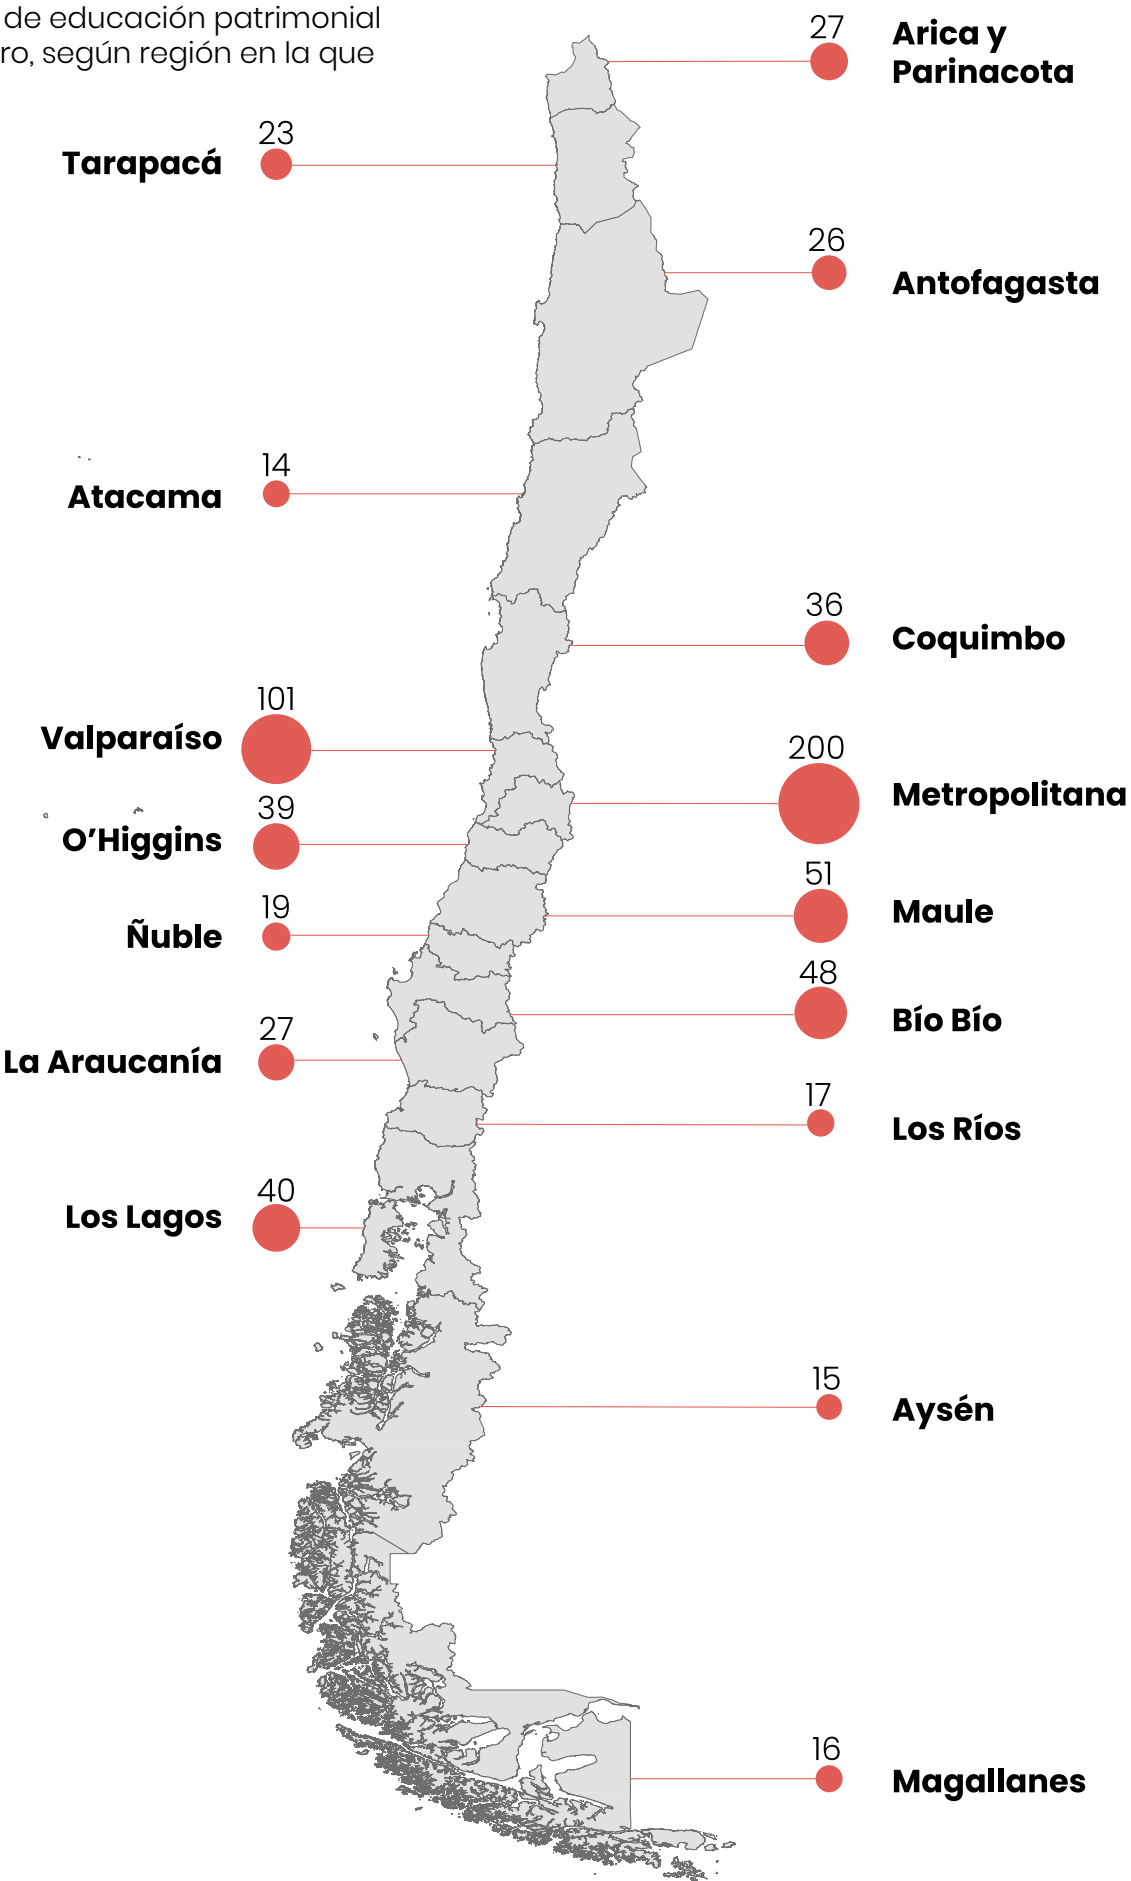 de educación patrimonial
ro, según región en la que
27
Arica y
Parinacota
23
Tarapacá
26
Antofagasta
14
Atacama
36
Coquimbo
101
Valparaíso
200
Metropolitana
39
O’Higgins
51
Maule
19
Ñuble
48
Bío Bío
27
La Araucanía
17
Los Ríos
40
Los Lagos
15
Aysén
16
Magallanes